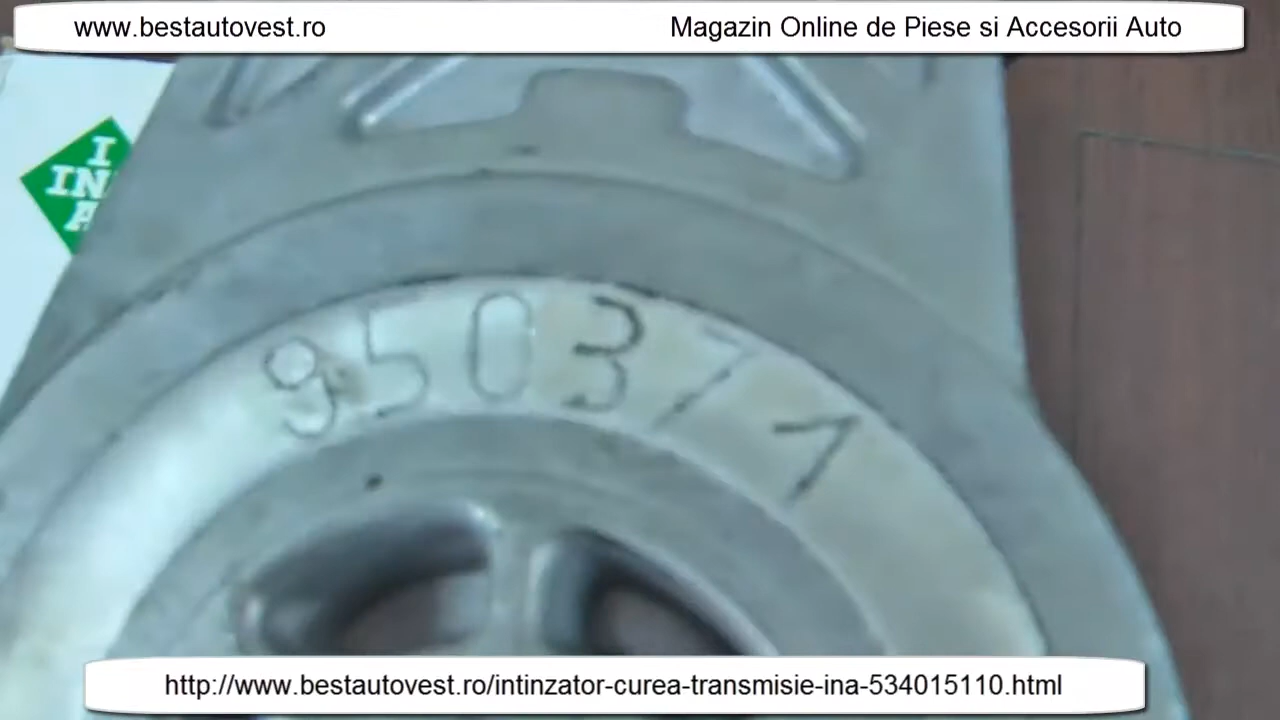 www.bestautovest.ro
Magazin Online de Piese si Accesorii Auto
I
INA
A
950371
http://www.bestautovest.ro/intinzator-curea-transmisie-ina-534015110.html